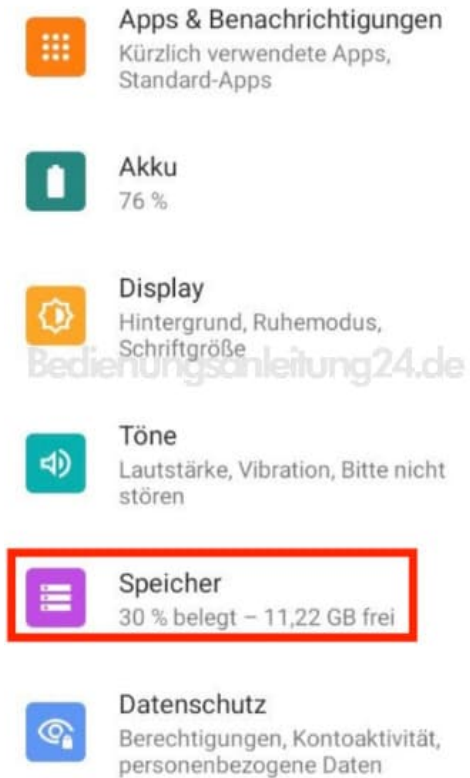 Apps & Benachrichtigungen
Kürzlich verwendete Apps,
Standard-Apps
Akku
76 %
Display
Hintergrund, Ruhemodus,
Schriftgröße
Bedienungsanleitung24.de
Töne
Lautstärke, Vibration, Bitte nicht
stören
Speicher
30 % belegt – 11,22 GB frei
Datenschutz
Berechtigungen, Kontoaktivität,
personenbezogene Daten